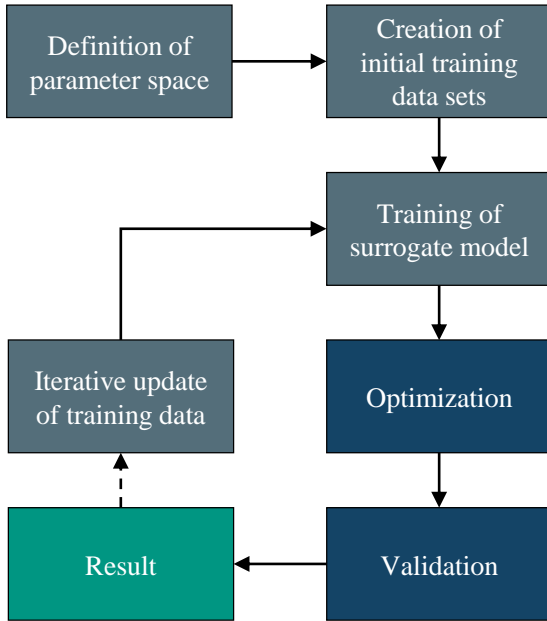 Definition of
parameter space
Creation of
initial training
data sets
Training of
surrogate model
Iterative update
of training data
Optimization
Result
Validation